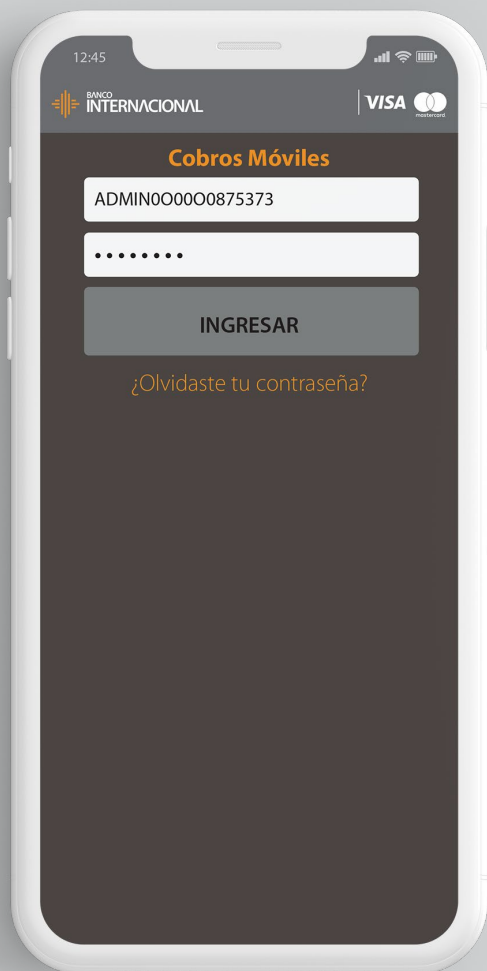 12:45
BANCO
INTERNACIONAL
VISA
mastercard
Cobros Móviles
ADMIN0O00O0875373
••••••••
INGRESAR
¿Olvidaste tu contraseña?